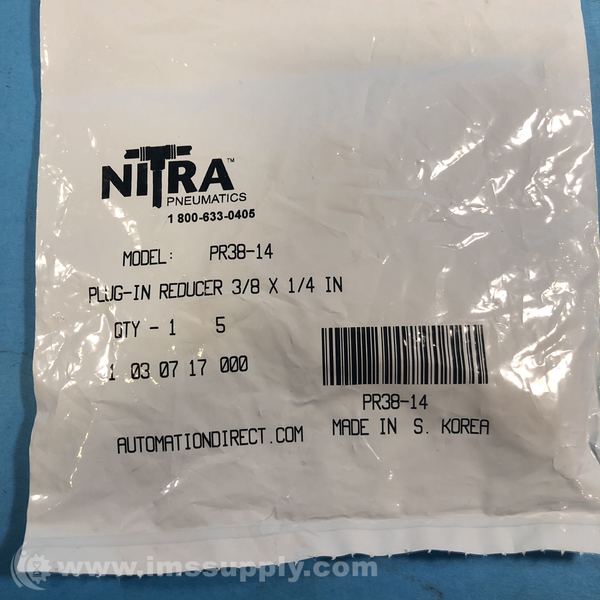 NITRA™
PNEUMATICS
1 800-633-0405
MODEL: PR38-14
PLUG-IN REDUCER 3/8 X 1/4 IN
QTY - 1 5
1 03 07 17 000
PR38-14
AUTOMATIONDIRECT.COM MADE IN S. KOREA
www.imssupply.com